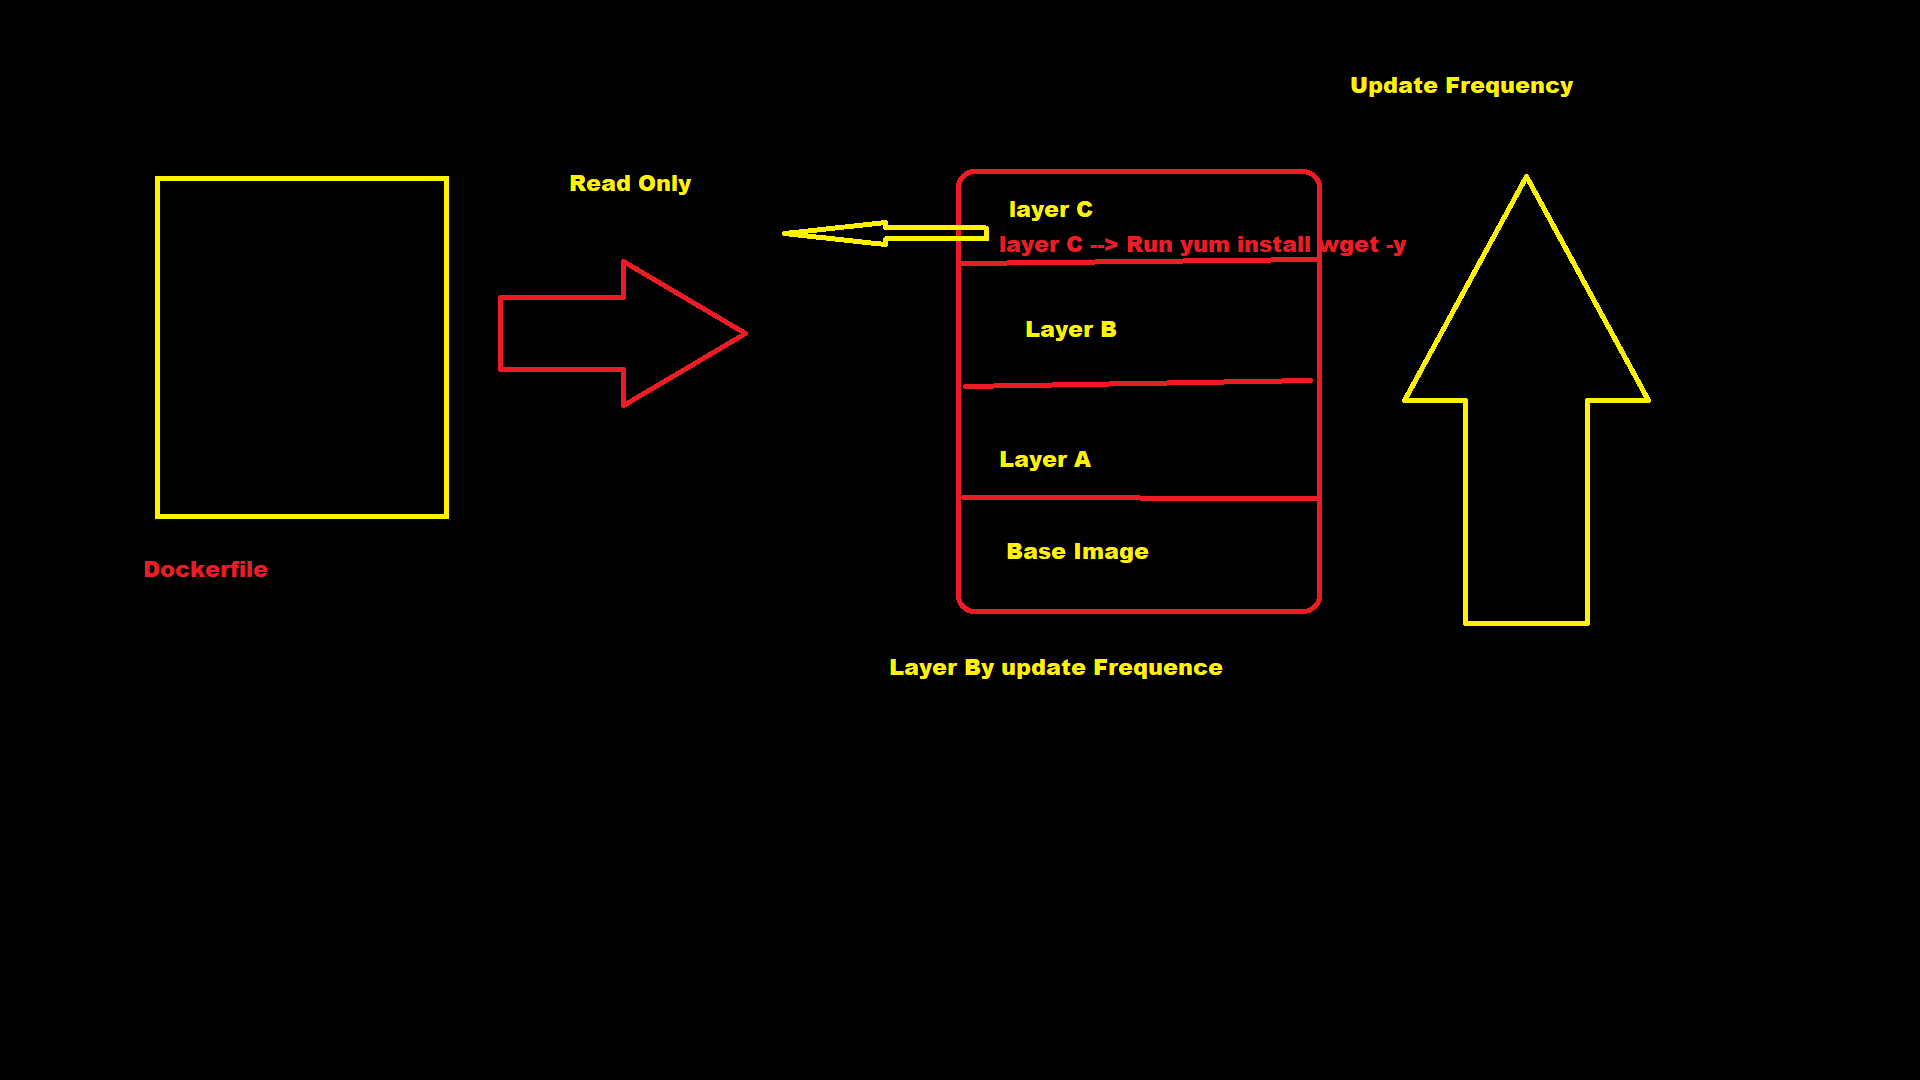 Update Frequency
Read Only
layer C
layer C --> Run yum install wget -y
Layer B
Layer A
Base Image
Dockerfile
Layer By update Frequence